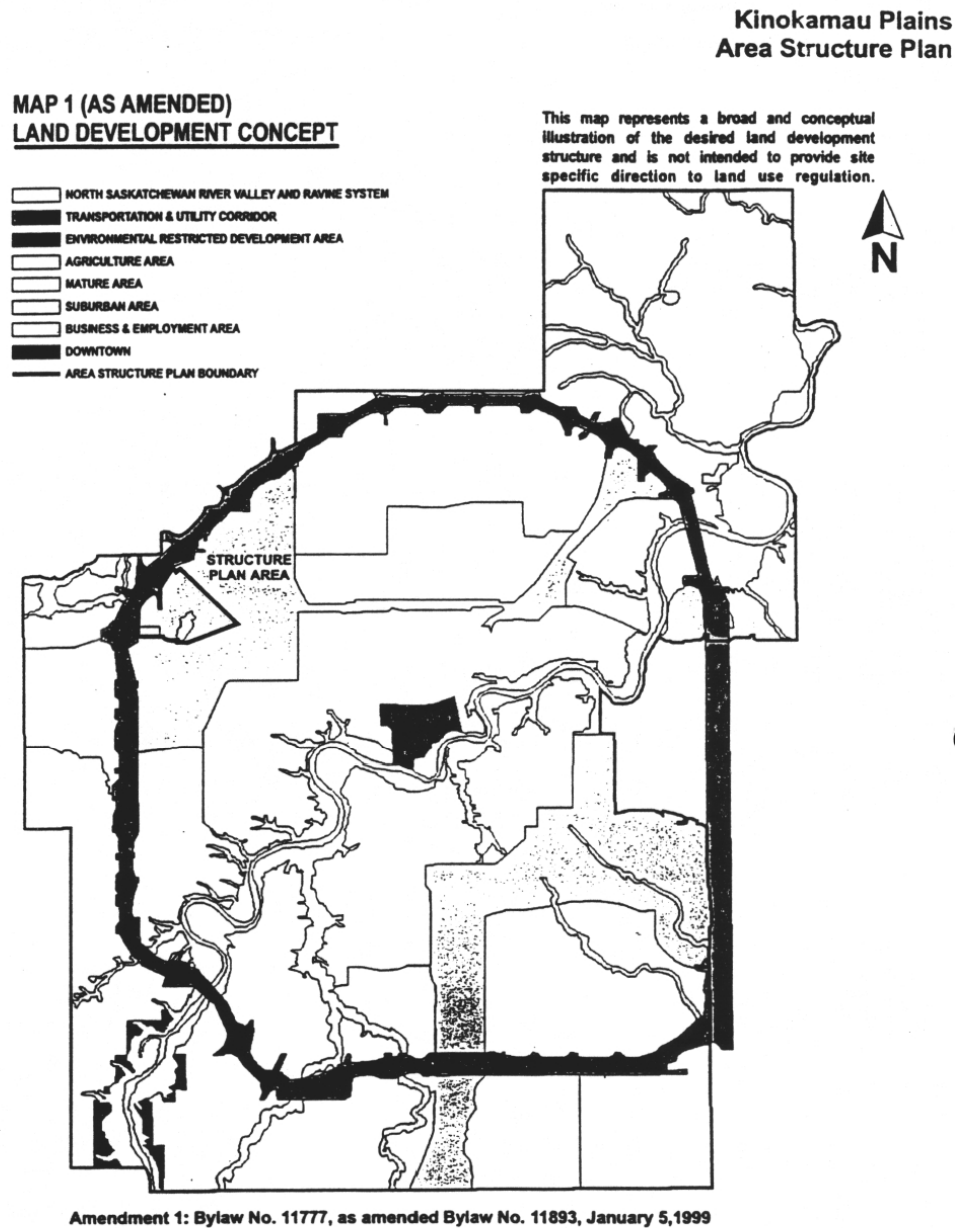 Kinokamau Plains
Area Structure Plan
MAP 1 (AS AMENDED)
LAND DEVELOPMENT CONCEPT
This map represents a broad and conceptual
illustration of the desired land development
structure and is not intended to provide site
specific direction to land use regulation.
NORTH SASKATCHEWAN RIVER VALLEY AND RAVINE SYSTEM
TRANSPORTATION & UTILITY CORRIDOR
ENVIRONMENTAL RESTRICTED DEVELOPMENT AREA
AGRICULTURE AREA
MATURE AREA
SUBURBAN AREA
BUSINESS & EMPLOYMENT AREA
DOWNTOWN
AREA STRUCTURE PLAN BOUNDARY
N
STRUCTURE
PLAN AREA
Amendment 1: Bylaw No. 11777, as amended Bylaw No. 11893, January 5,1999